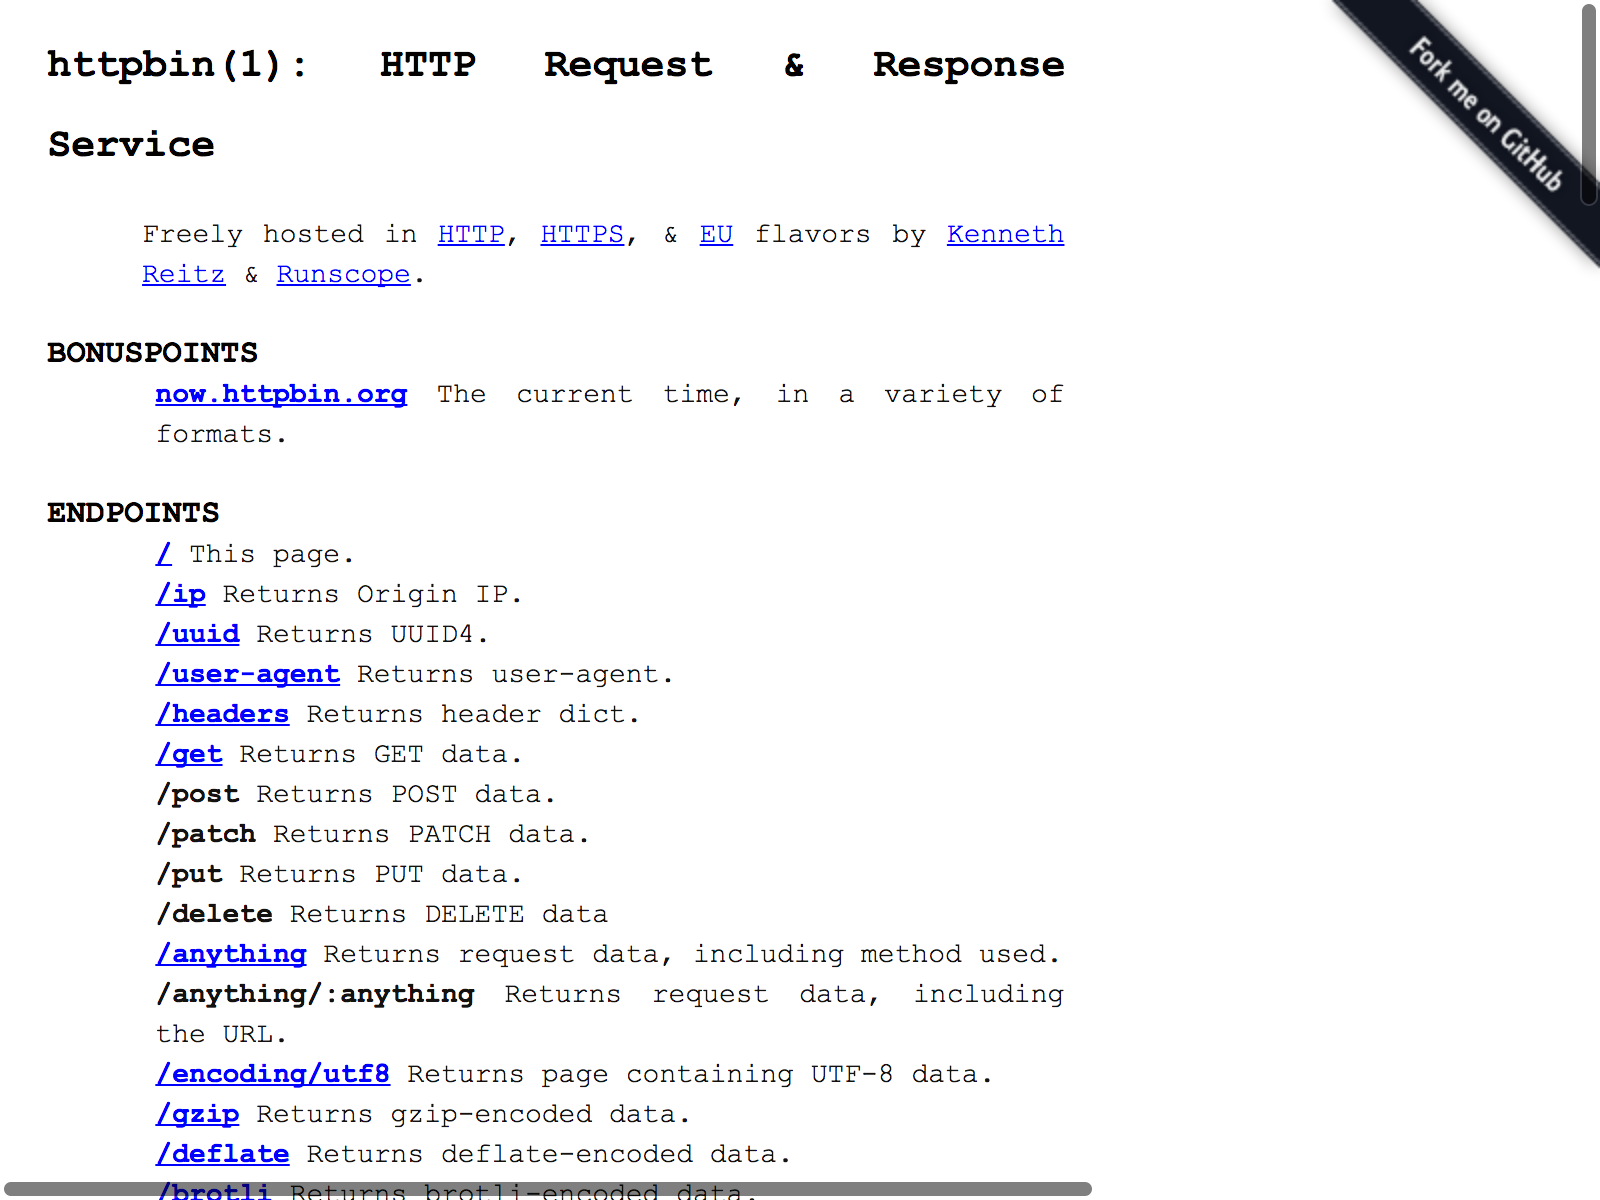 httpbin(1): HTTP Request & Response
Service
Fork me on GitHub
Freely hosted in HTTP, HTTPS, & EU flavors by Kenneth
Reitz & Runscope.
BONUSPOINTS
now.httpbin.org The current time, in a variety of
formats.
ENDPOINTS
/ This page.
/ip Returns Origin IP.
/uuid Returns UUID4.
/user-agent Returns user-agent.
/headers Returns header dict.
/get Returns GET data.
/post Returns POST data.
/patch Returns PATCH data.
/put Returns PUT data.
/delete Returns DELETE data
/anything Returns request data, including method used.
/anything/:anything Returns request data, including
the URL.
/encoding/utf8 Returns page containing UTF-8 data.
/gzip Returns gzip-encoded data.
/deflate Returns deflate-encoded data.
/brotli Returns brotli-encoded data.